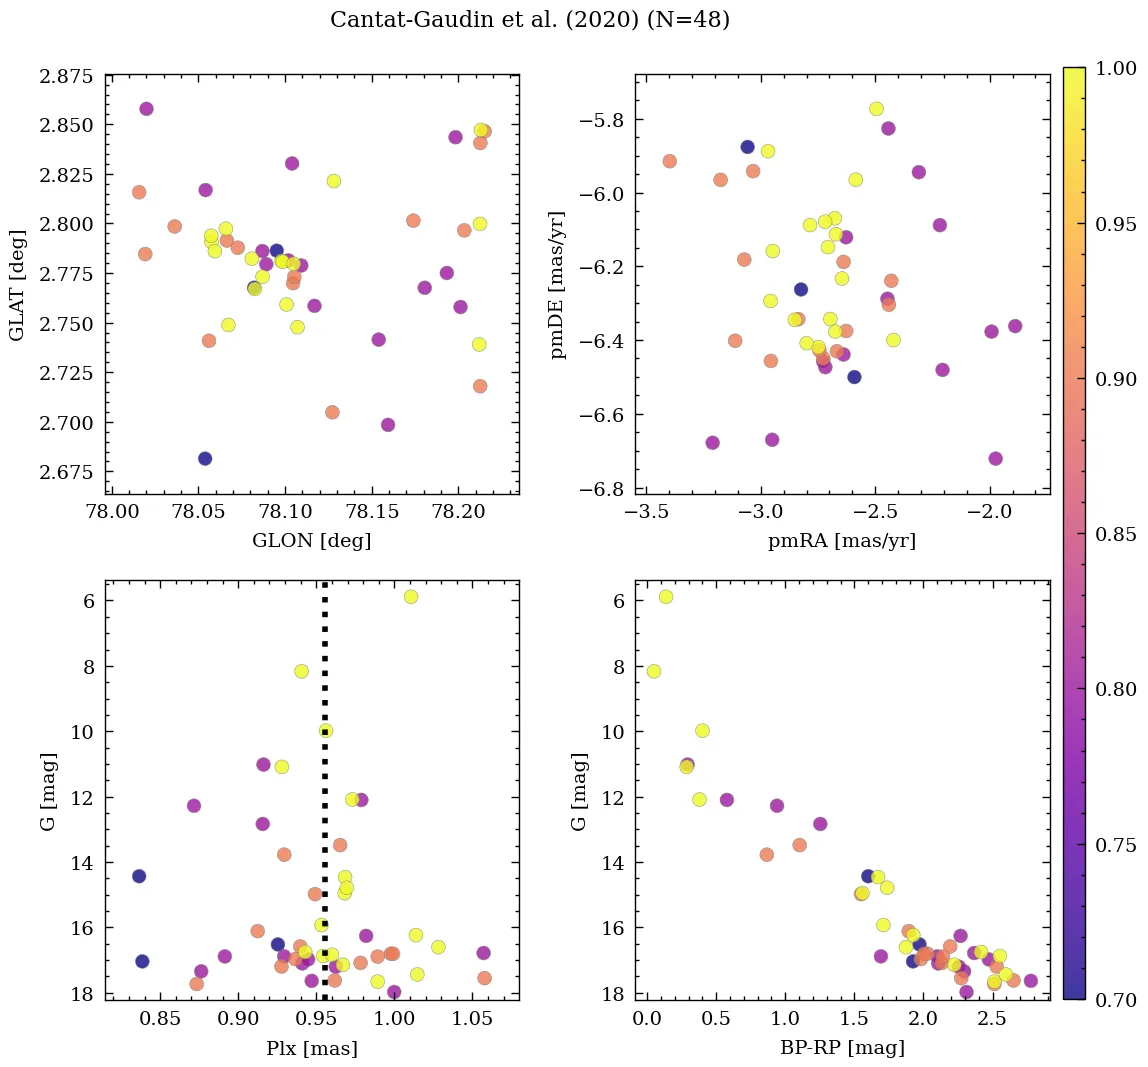 Cantat-Gaudin et al. (2020) (N=48)
2.875
2.850
2.825
2.800
2.775
2.750
2.725
2.700
2.675
GLAT [deg]
78.00 78.05 78.10 78.15 78.20
GLON [deg]
−5.8
−6.0
−6.2
−6.4
−6.6
−6.8
pmDE [mas/yr]
−3.5 −3.0 −2.5 −2.0
pmRA [mas/yr]
6
8
10
12
14
16
18
G [mag]
0.85 0.90 0.95 1.00 1.05
Plx [mas]
6
8
10
12
14
16
18
G [mag]
0.0 0.5 1.0 1.5 2.0 2.5
BP-RP [mag]
1.00
0.95
0.90
0.85
0.80
0.75
0.70